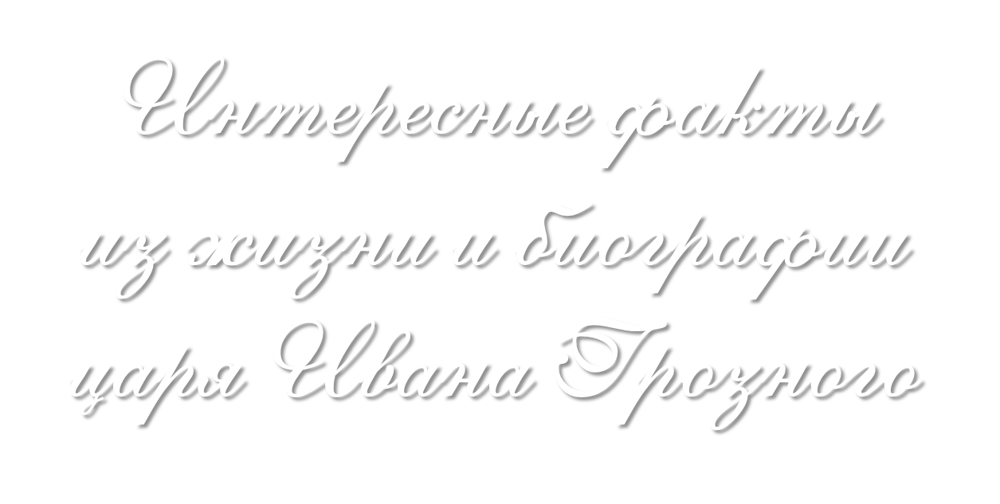 Интересные факты
из жизни и биографии
царя Ивана Грозного